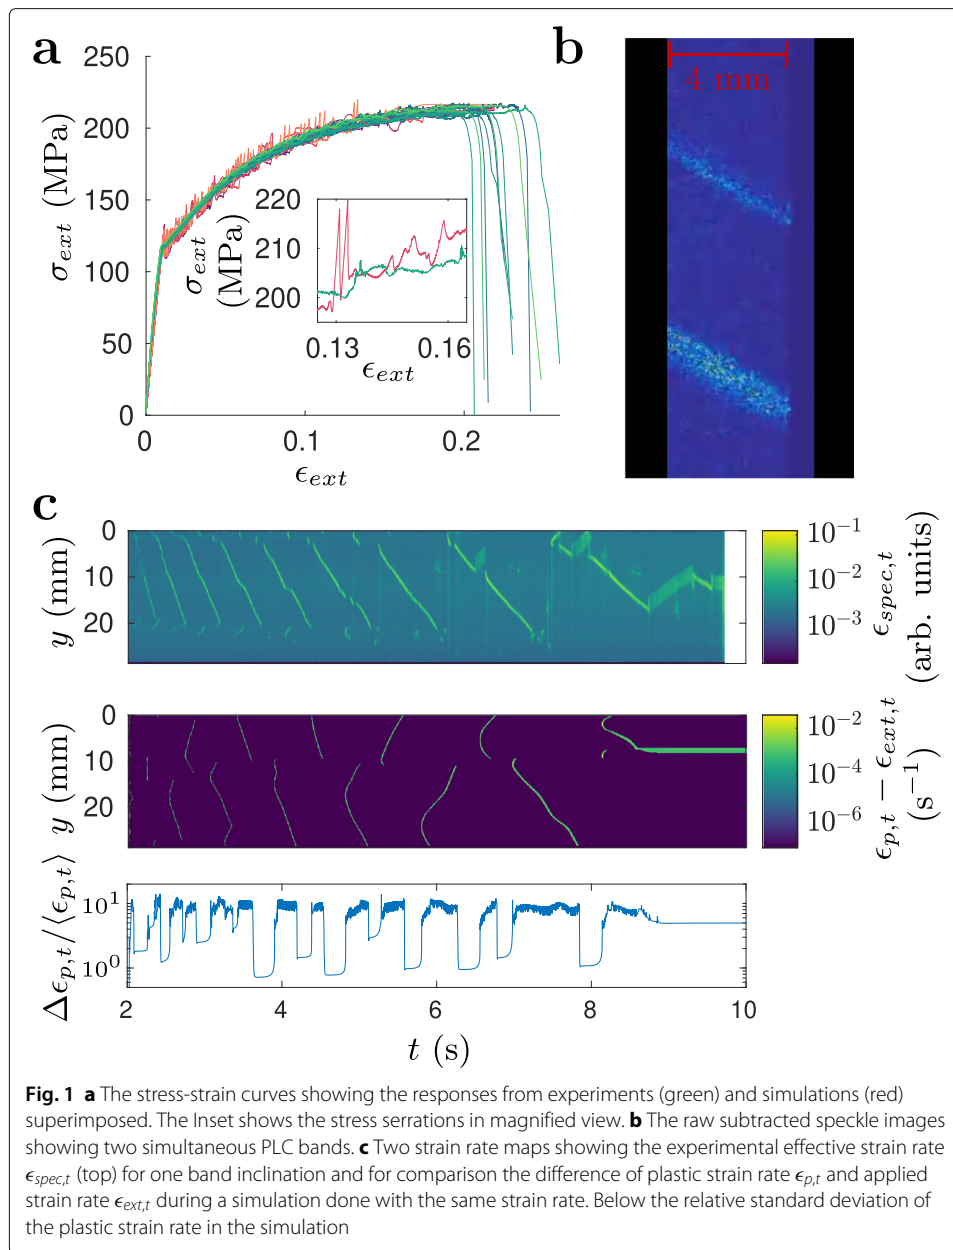 a
b
250
200
150
100
50
0
σext (MPa)
0
0.1
0.2
ϵext
220
210
200
σext
(MPa)
0.13
0.16
ϵext
4 mm
c
0
10
20
y (mm)
10⁻¹
10⁻²
10⁻³
ϵspec,t
(arb. units)
0
10
20
y (mm)
10⁻²
10⁻⁴
10⁻⁶
ϵp,t − ϵext,t
(s⁻¹)
10¹
10⁰
Δϵp,t/⟨ϵp,t⟩
2
4
6
8
10
t (s)
Fig. 1 a The stress-strain curves showing the responses from experiments (green) and simulations (red)
superimposed. The Inset shows the stress serrations in magnified view. b The raw subtracted speckle images
showing two simultaneous PLC bands. c Two strain rate maps showing the experimental effective strain rate
ϵspec,t (top) for one band inclination and for comparison the difference of plastic strain rate ϵp,t and applied
strain rate ϵext,t during a simulation done with the same strain rate. Below the relative standard deviation of
the plastic strain rate in the simulation